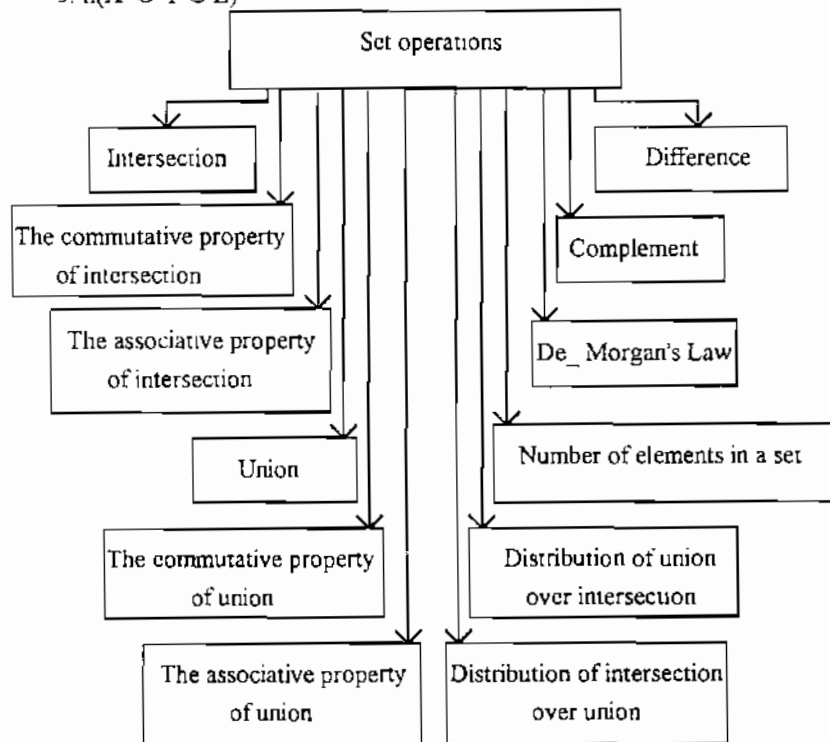 Set operations
Intersection
Difference
The commutative property
of intersection
Complement
The associative property
of intersection
De_ Morgan's Law
Union
Number of elements in a set
The commutative property
of union
Distribution of union
over intersection
The associative property
of union
Distribution of intersection
over union